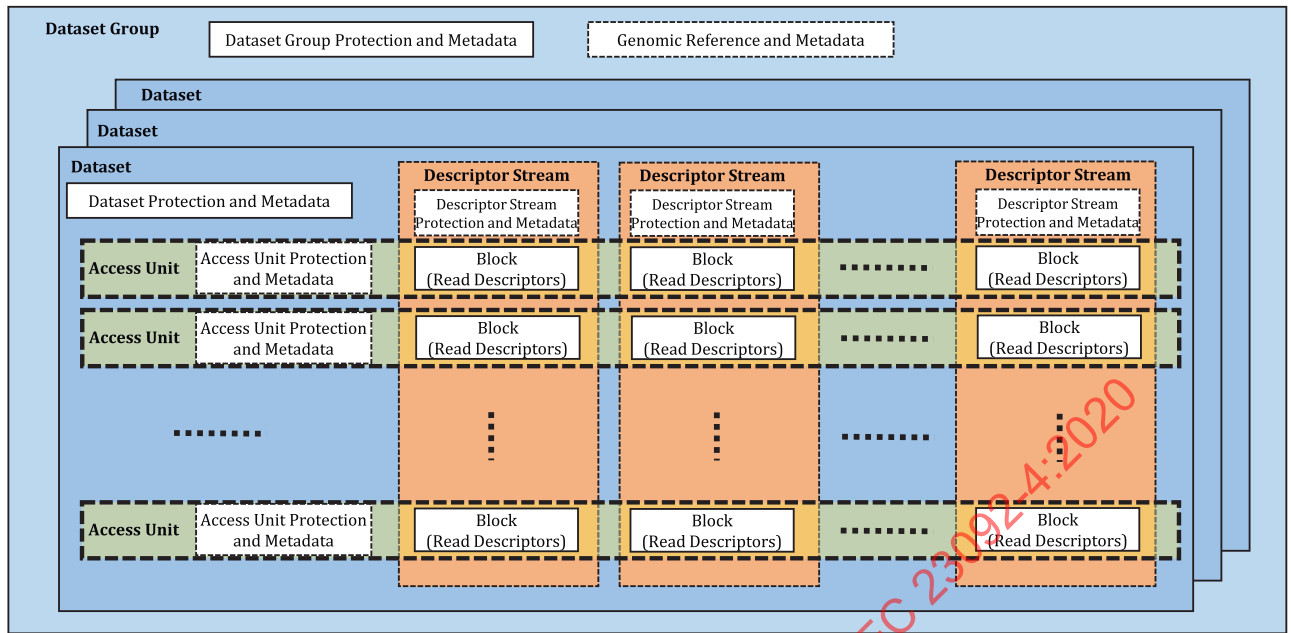 Dataset Group
Dataset Group Protection and Metadata
Genomic Reference and Metadata
Dataset
Dataset
Dataset
Dataset Protection and Metadata
Descriptor Stream
Descriptor Stream
Protection and Metadata
Descriptor Stream
Descriptor Stream
Protection and Metadata
Descriptor Stream
Descriptor Stream
Protection and Metadata
Access Unit
Access Unit Protection
and Metadata
Block
(Read Descriptors)
Block
(Read Descriptors)
Block
(Read Descriptors)
Access Unit
Access Unit Protection
and Metadata
Block
(Read Descriptors)
Block
(Read Descriptors)
Block
(Read Descriptors)
Access Unit
Access Unit Protection
and Metadata
Block
(Read Descriptors)
Block
(Read Descriptors)
Block
(Read Descriptors)
EC 23092-4:2020